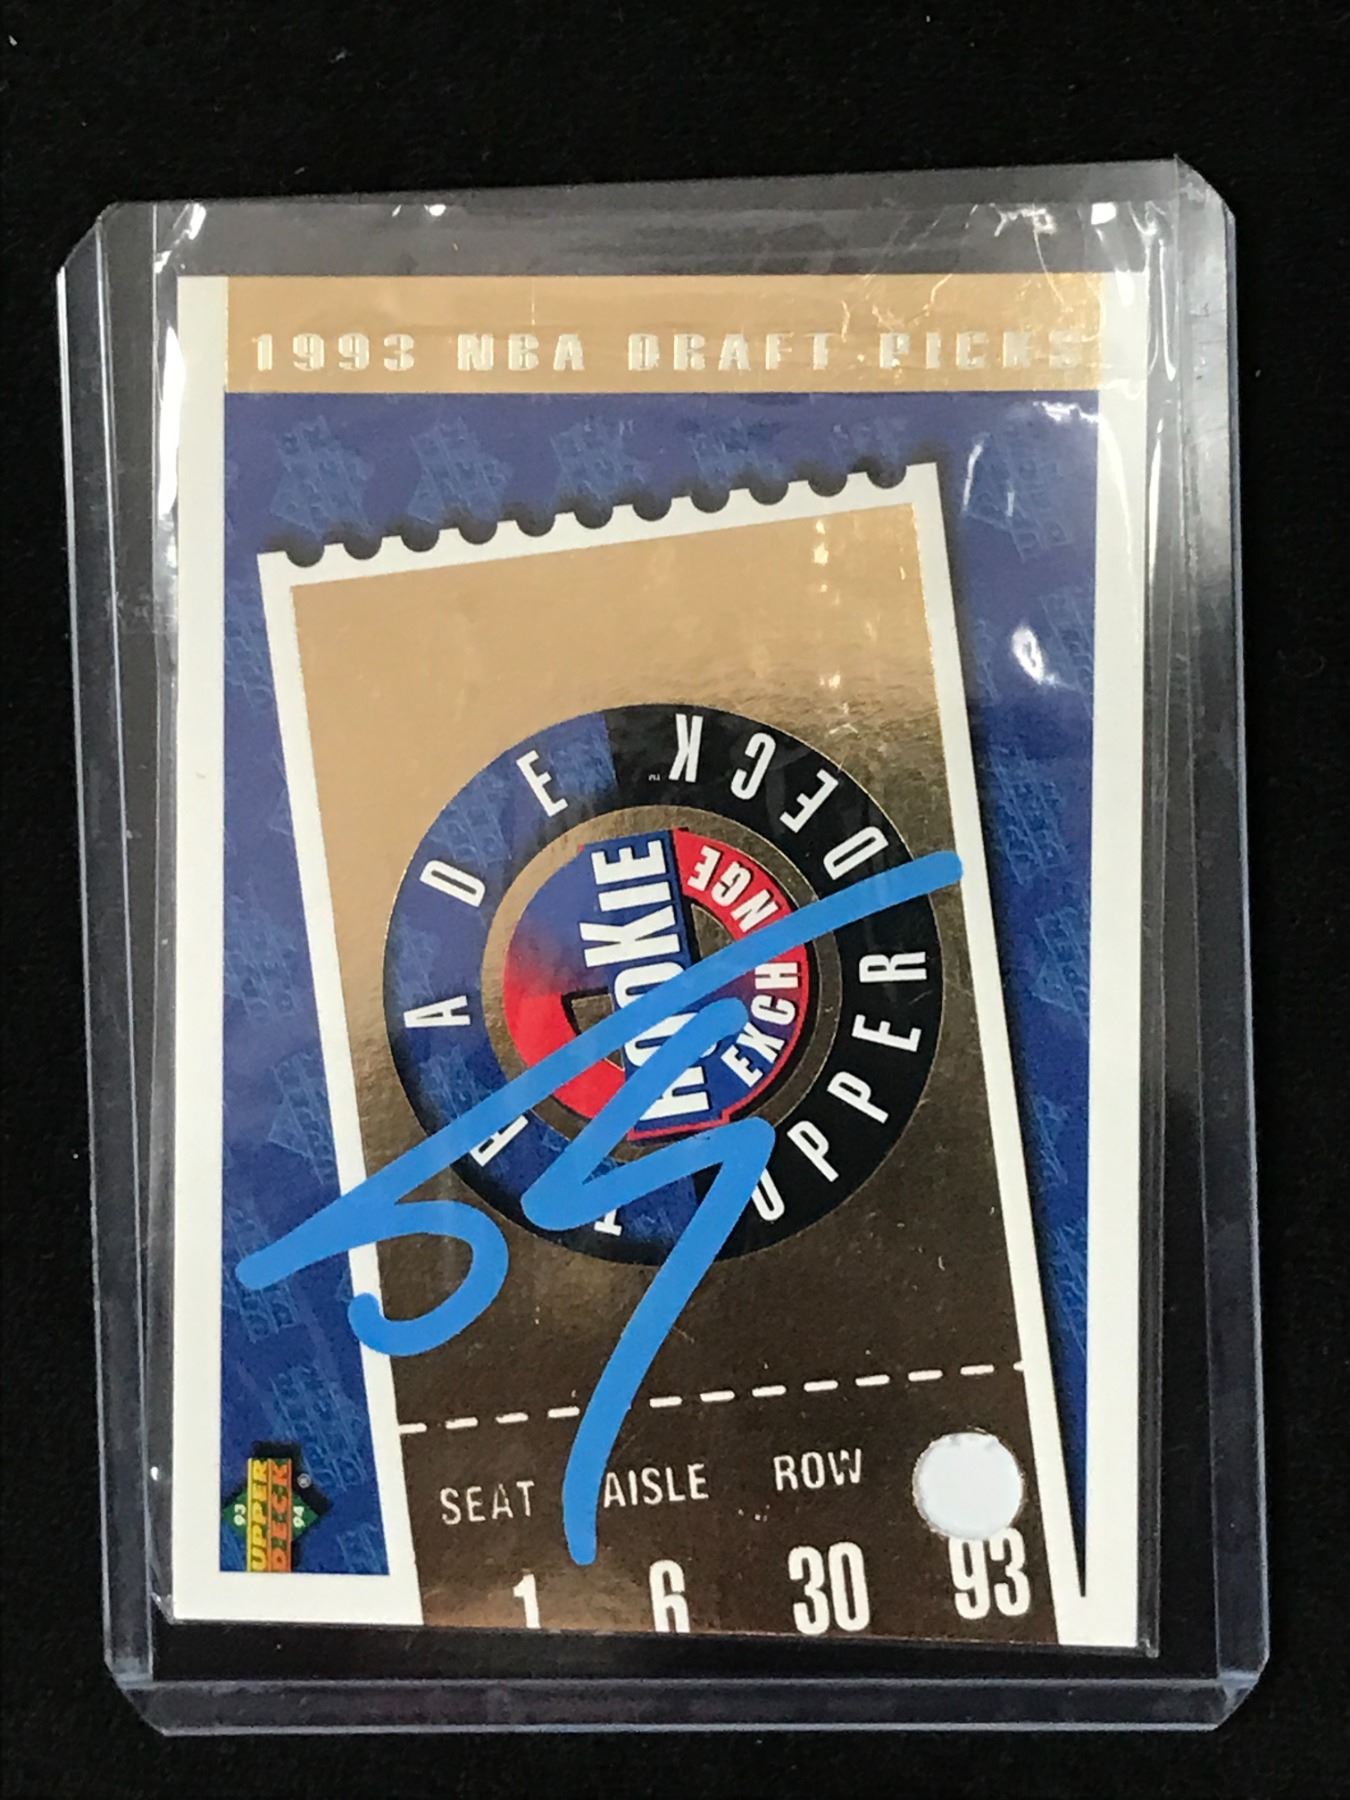 1993 NBA DRAFT PICKS
UPPER DECK
TRADE
ROOKIE
EXCHANGE
SEAT AISLE ROW
1 6 30 93
93 UPPER DECK 94 ®